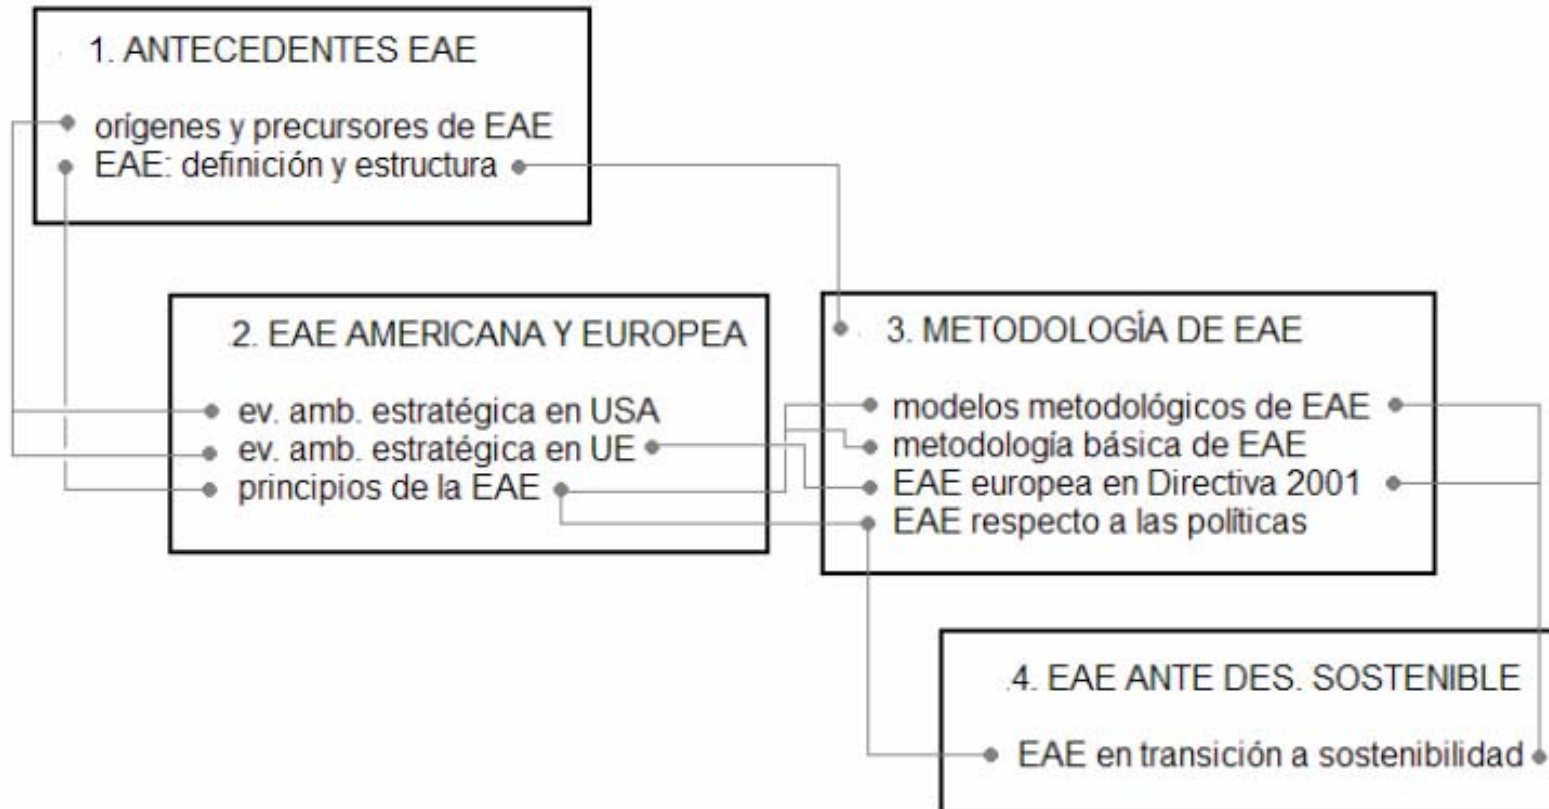 1. ANTECEDENTES EAE
orígenes y precursores de EAE
EAE: definición y estructura
2. EAE AMERICANA Y EUROPEA
ev. amb. estratégica en USA
ev. amb. estratégica en UE
principios de la EAE
3. METODOLOGÍA DE EAE
modelos metodológicos de EAE
metodología básica de EAE
EAE europea en Directiva 2001
EAE respecto a las políticas
.4. EAE ANTE DES. SOSTENIBLE
EAE en transición a sostenibilidad